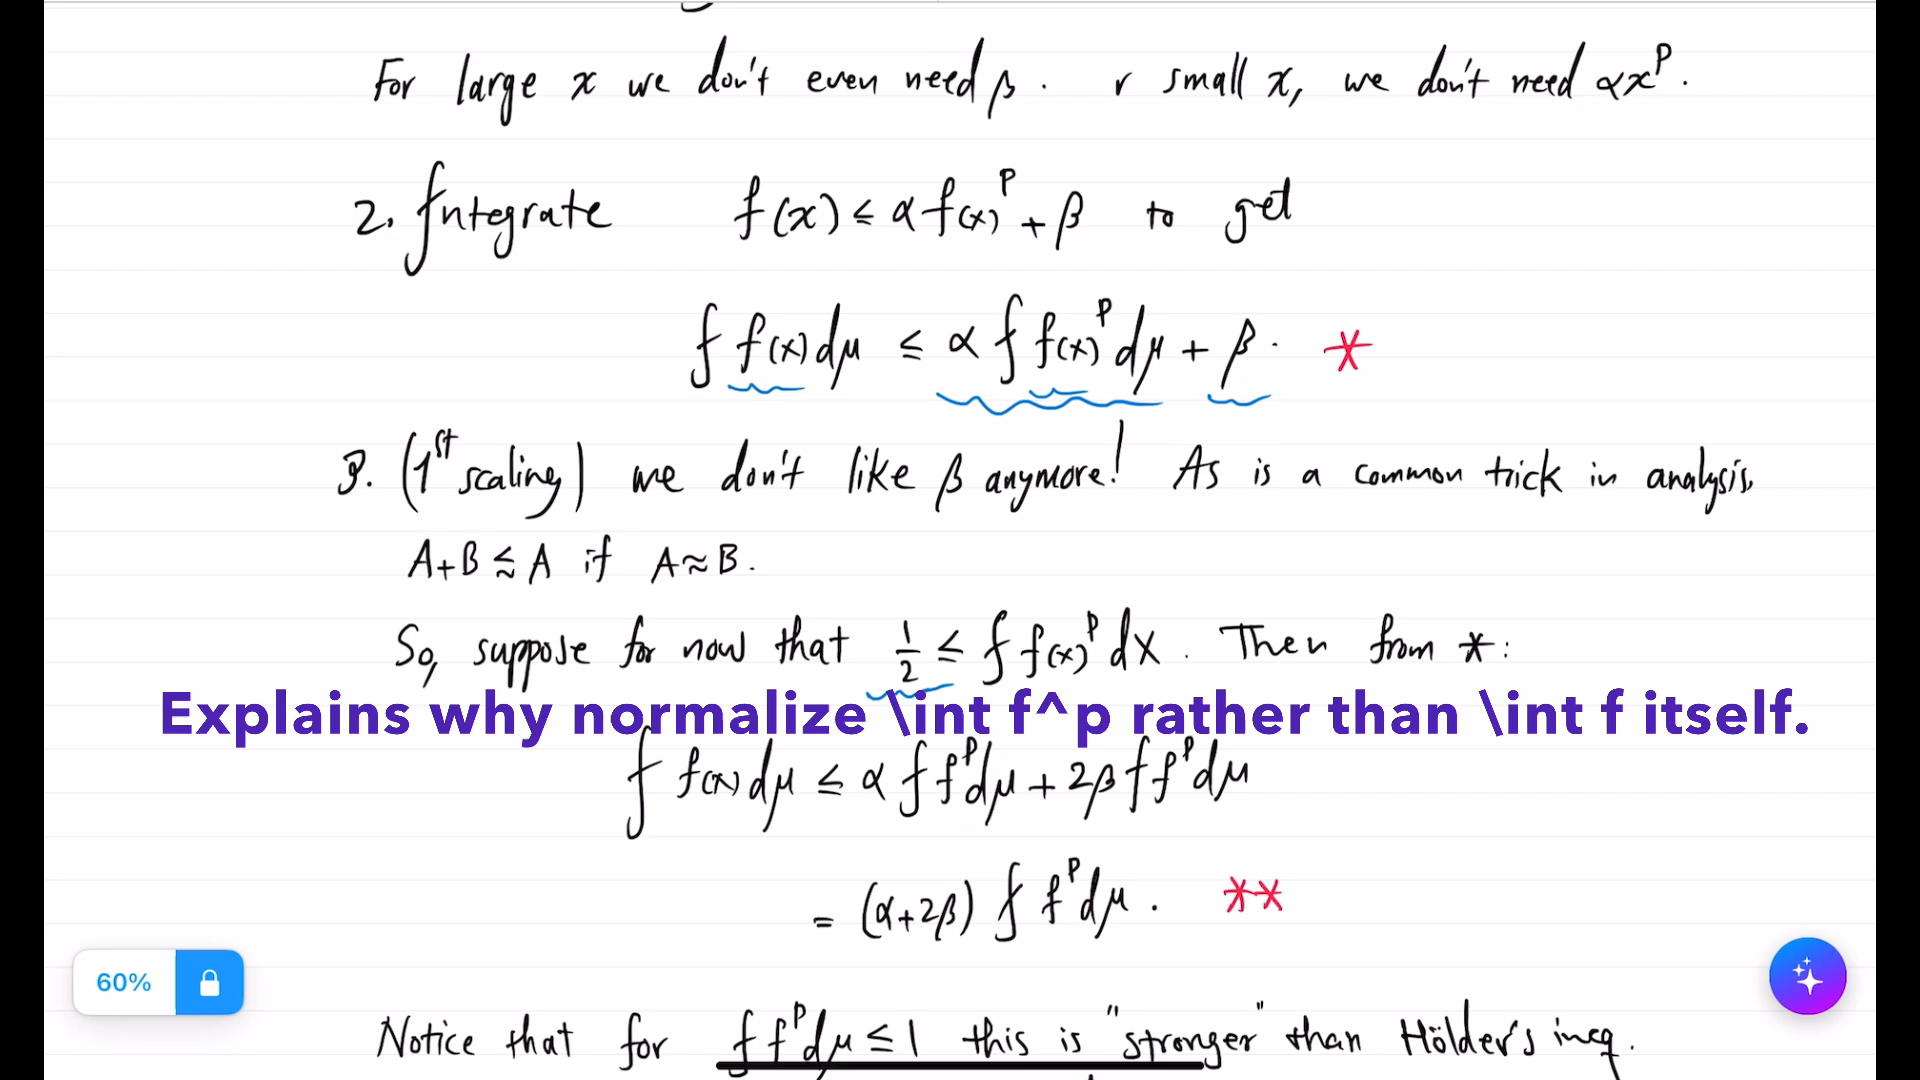 For large x we don't even need β. r small x, we don't need αx^p.
2. ∫ntegrate f(x) ≤ α f(x)^p + β to get
∫ f(x) dμ ≤ α ∫ f(x)^p dμ + β. *
3. (1st scaling) we don't like β anymore! As is a common trick in analysis,
A+B ≲ A if A≈B.
So, suppose for now that 1/2 ≤ ∫ f(x)^p dx. Then from *:
Explains why normalize \int f^p rather than \int f itself.
∫ f(x) dμ ≤ α ∫ f^p dμ + 2β ∫ f^p dμ
= (α+2β) ∫ f^p dμ. **
60%
Notice that for ∫ f^p dμ ≤ 1 this is "stronger" than Hölder's ineq.